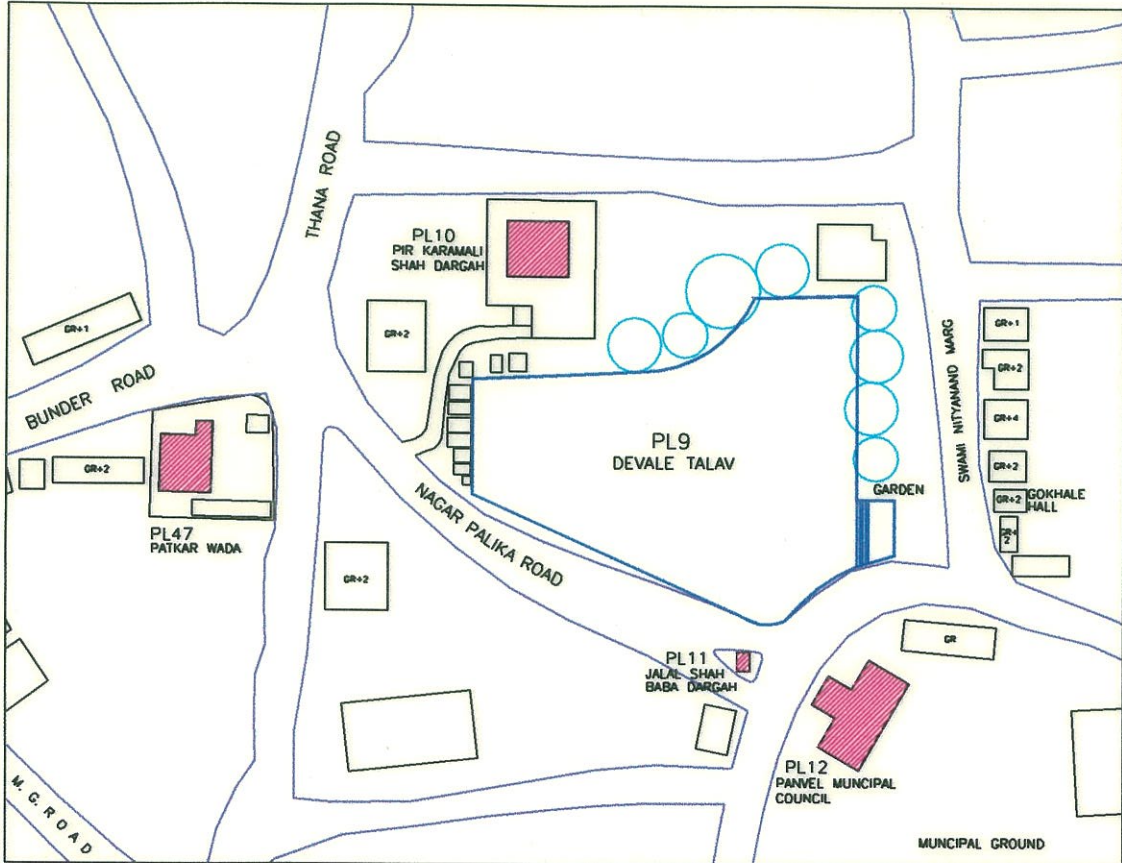 THANA ROAD
PL10
PIR KARAMALI
SHAH DARGAH
GR+1
GR+2
BUNDER ROAD
GR+2
PL47
PATKAR WADA
NAGAR PALIKA ROAD
GR+2
PL9
DEVALE TALAV
GARDEN
SWAMI NITYANAND MARG
GR+1
GR+2
GR+4
GR+2
GR+2
GOKHALE
HALL
PL11
JALAL SHAH
BABA DARGAH
GR
PL12
PANVEL MUNCIPAL
COUNCIL
M. G. ROAD
MUNCIPAL GROUND